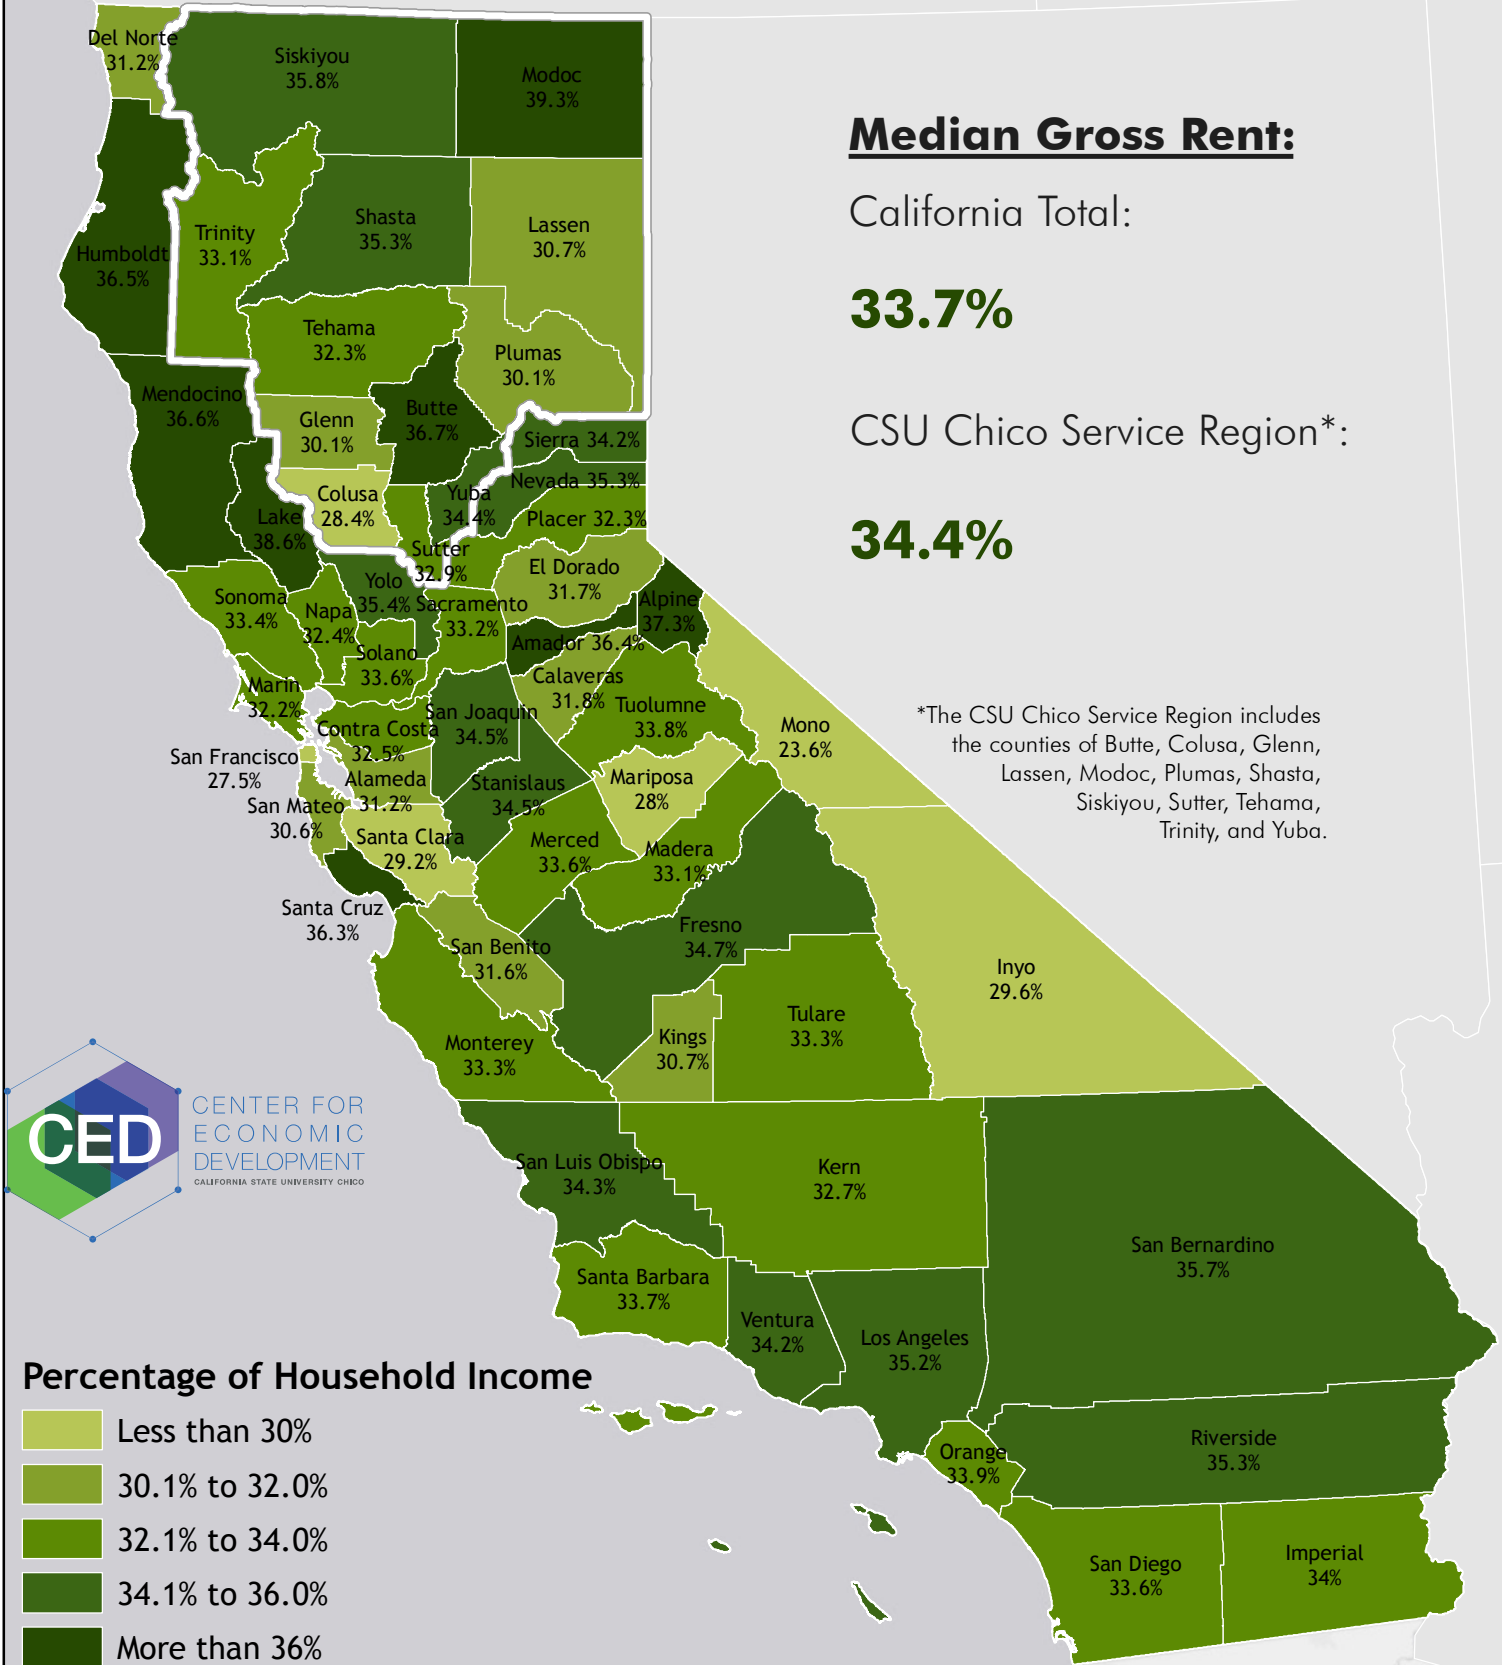 Del Norte
31.2%
Siskiyou
35.8%
Modoc
39.3%
Median Gross Rent:
California Total:
33.7%
CSU Chico Service Region*:
34.4%
*The CSU Chico Service Region includes
the counties of Butte, Colusa, Glenn,
Lassen, Modoc, Plumas, Shasta,
Siskiyou, Sutter, Tehama,
Trinity, and Yuba.
Humboldt
36.5%
Trinity
33.1%
Shasta
35.3%
Lassen
30.7%
Tehama
32.3%
Plumas
30.1%
Mendocino
36.6%
Glenn
30.1%
Butte
36.7%
Sierra 34.2%
Nevada 35.3%
Placer 32.3%
Colusa
28.4%
Yuba
34.4%
Lake
38.6%
Sutter
32.9%
El Dorado
31.7%
Alpine
37.3%
Sonoma
33.4%
Napa
32.4%
Yolo
35.4%
Sacramento
33.2%
Amador 36.4%
Solano
33.6%
Calaveras
31.8%
Marin
32.2%
Contra Costa
32.5%
San Joaquin
34.5%
Tuolumne
33.8%
Mono
23.6%
San Francisco
27.5%
Alameda
31.2%
Stanislaus
34.5%
Mariposa
28%
San Mateo
30.6%
Santa Clara
29.2%
Merced
33.6%
Madera
33.1%
Santa Cruz
36.3%
San Benito
31.6%
Fresno
34.7%
Inyo
29.6%
Monterey
33.3%
Kings
30.7%
Tulare
33.3%
CED
CENTER FOR
ECONOMIC
DEVELOPMENT
CALIFORNIA STATE UNIVERSITY CHICO
San Luis Obispo
34.3%
Kern
32.7%
San Bernardino
35.7%
Santa Barbara
33.7%
Ventura
34.2%
Los Angeles
35.2%
Orange
33.9%
Riverside
35.3%
San Diego
33.6%
Imperial
34%
Percentage of Household Income
Less than 30%
30.1% to 32.0%
32.1% to 34.0%
34.1% to 36.0%
More than 36%